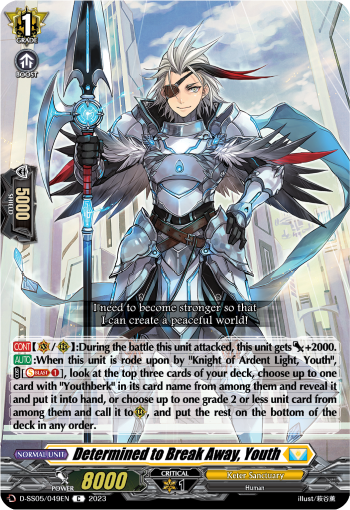 1
GRADE
BOOST
5000
SHIELD
I need to become stronger so that
I can create a peaceful world!
CONT【/】:During the battle this unit attacked, this unit gets +2000.
AUTO:When this unit is rode upon by "Knight of Ardent Light, Youth",
[SOUL BLAST 1], look at the top three cards of your deck, choose up to one
card with "Youthberk" in its card name from among them and reveal it
and put it into hand, or choose up to one grade 2 or less unit card from
among them and call it to , and put the rest on the bottom of the
deck in any order.
NORMAL UNIT
Determined to Break Away, Youth
POWER 8000
CRITICAL
1
Keter Sanctuary
Human
D-SS05/049EN C 2023
illust/萩谷薫